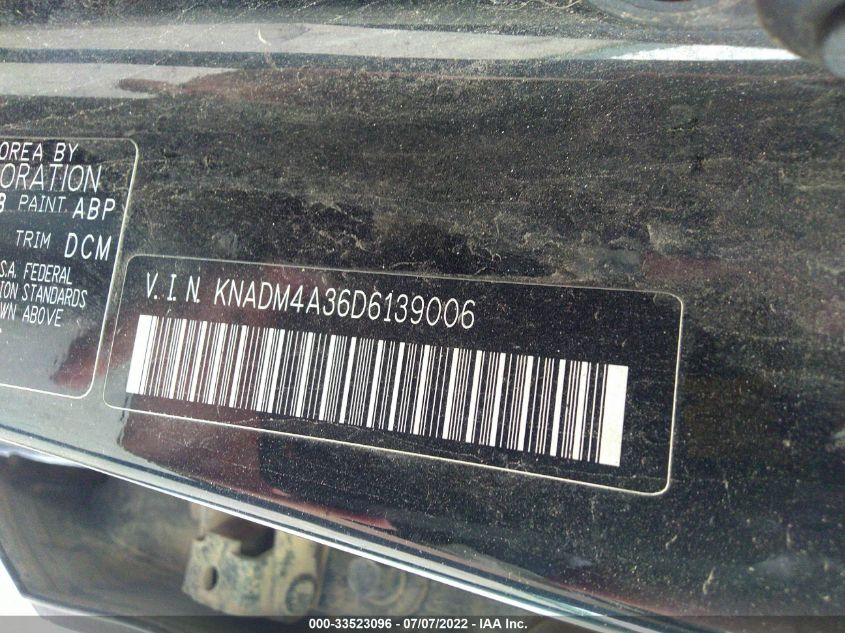 OREA BY
ORATION
PAINT ABP
TRIM DCM
S.A. FEDERAL
ION STANDARDS
WN ABOVE
V.I.N. KNADM4A36D6139006
000-33523096 - 07/07/2022 - IAA Inc.